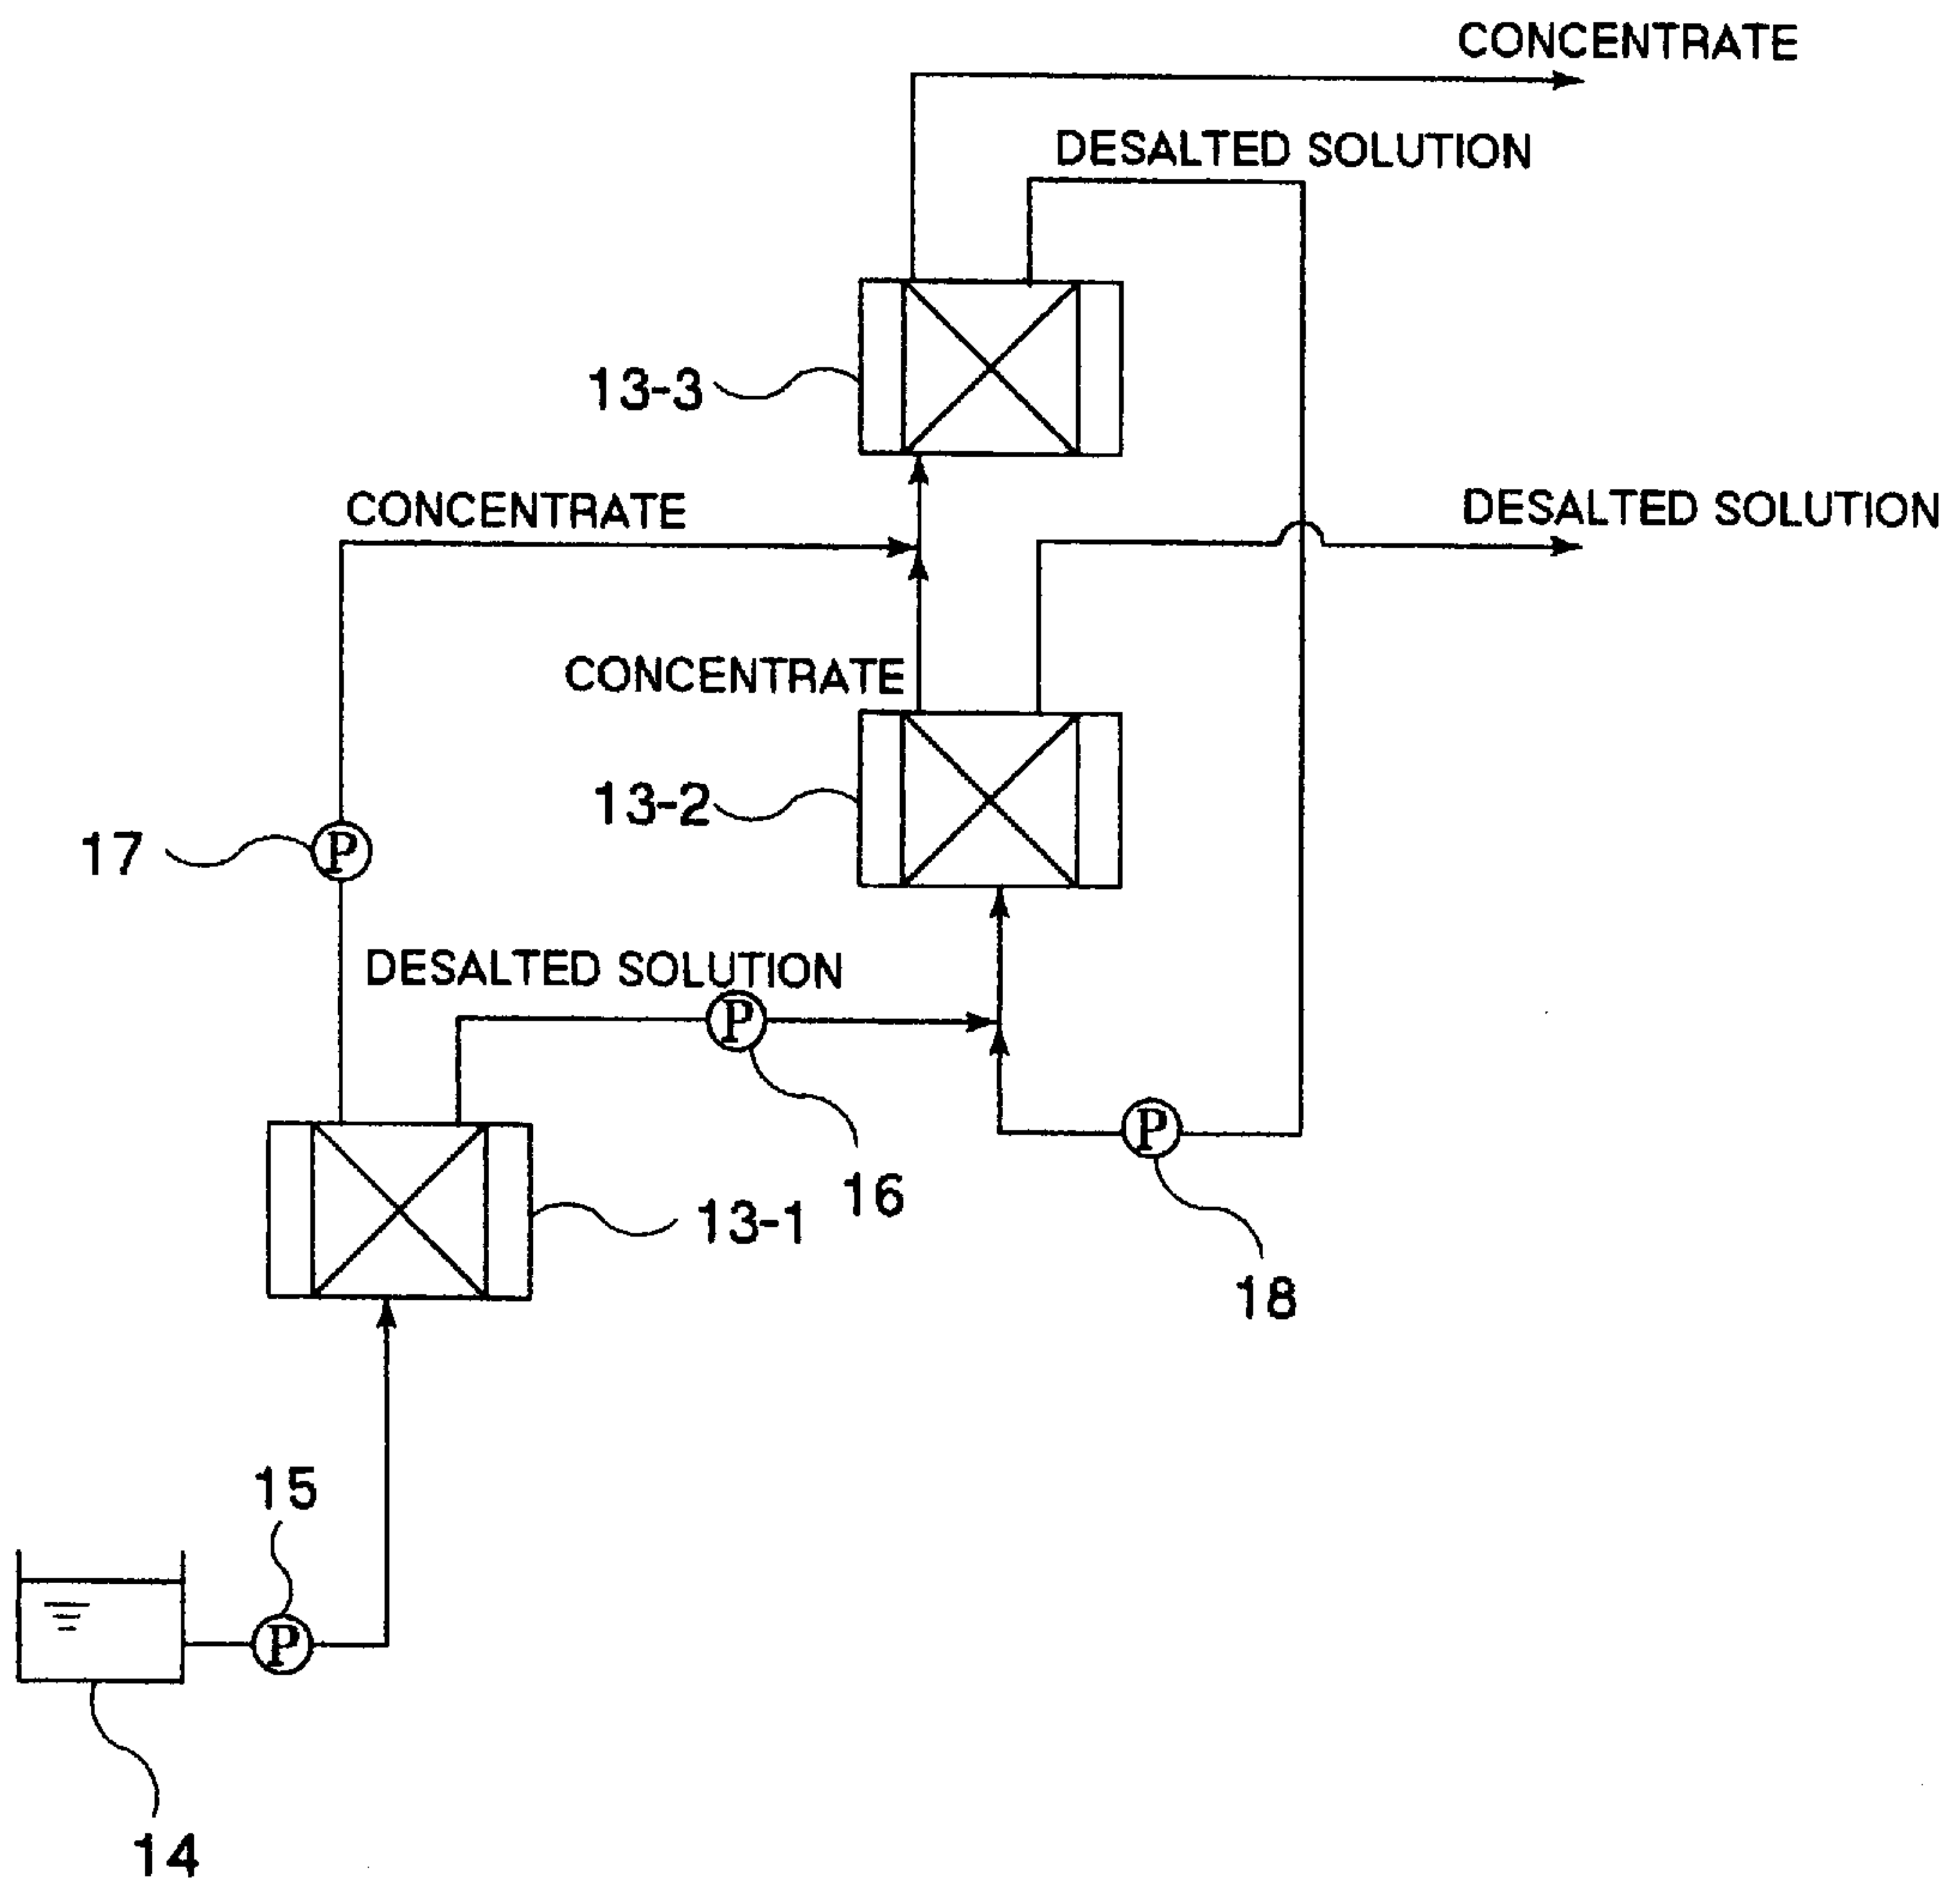 CONCENTRATE
DESALTED SOLUTION
13-3
CONCENTRATE
DESALTED SOLUTION
CONCENTRATE
13-2
17
P
DESALTED SOLUTION
P
P
16
13-1
18
15
P
14